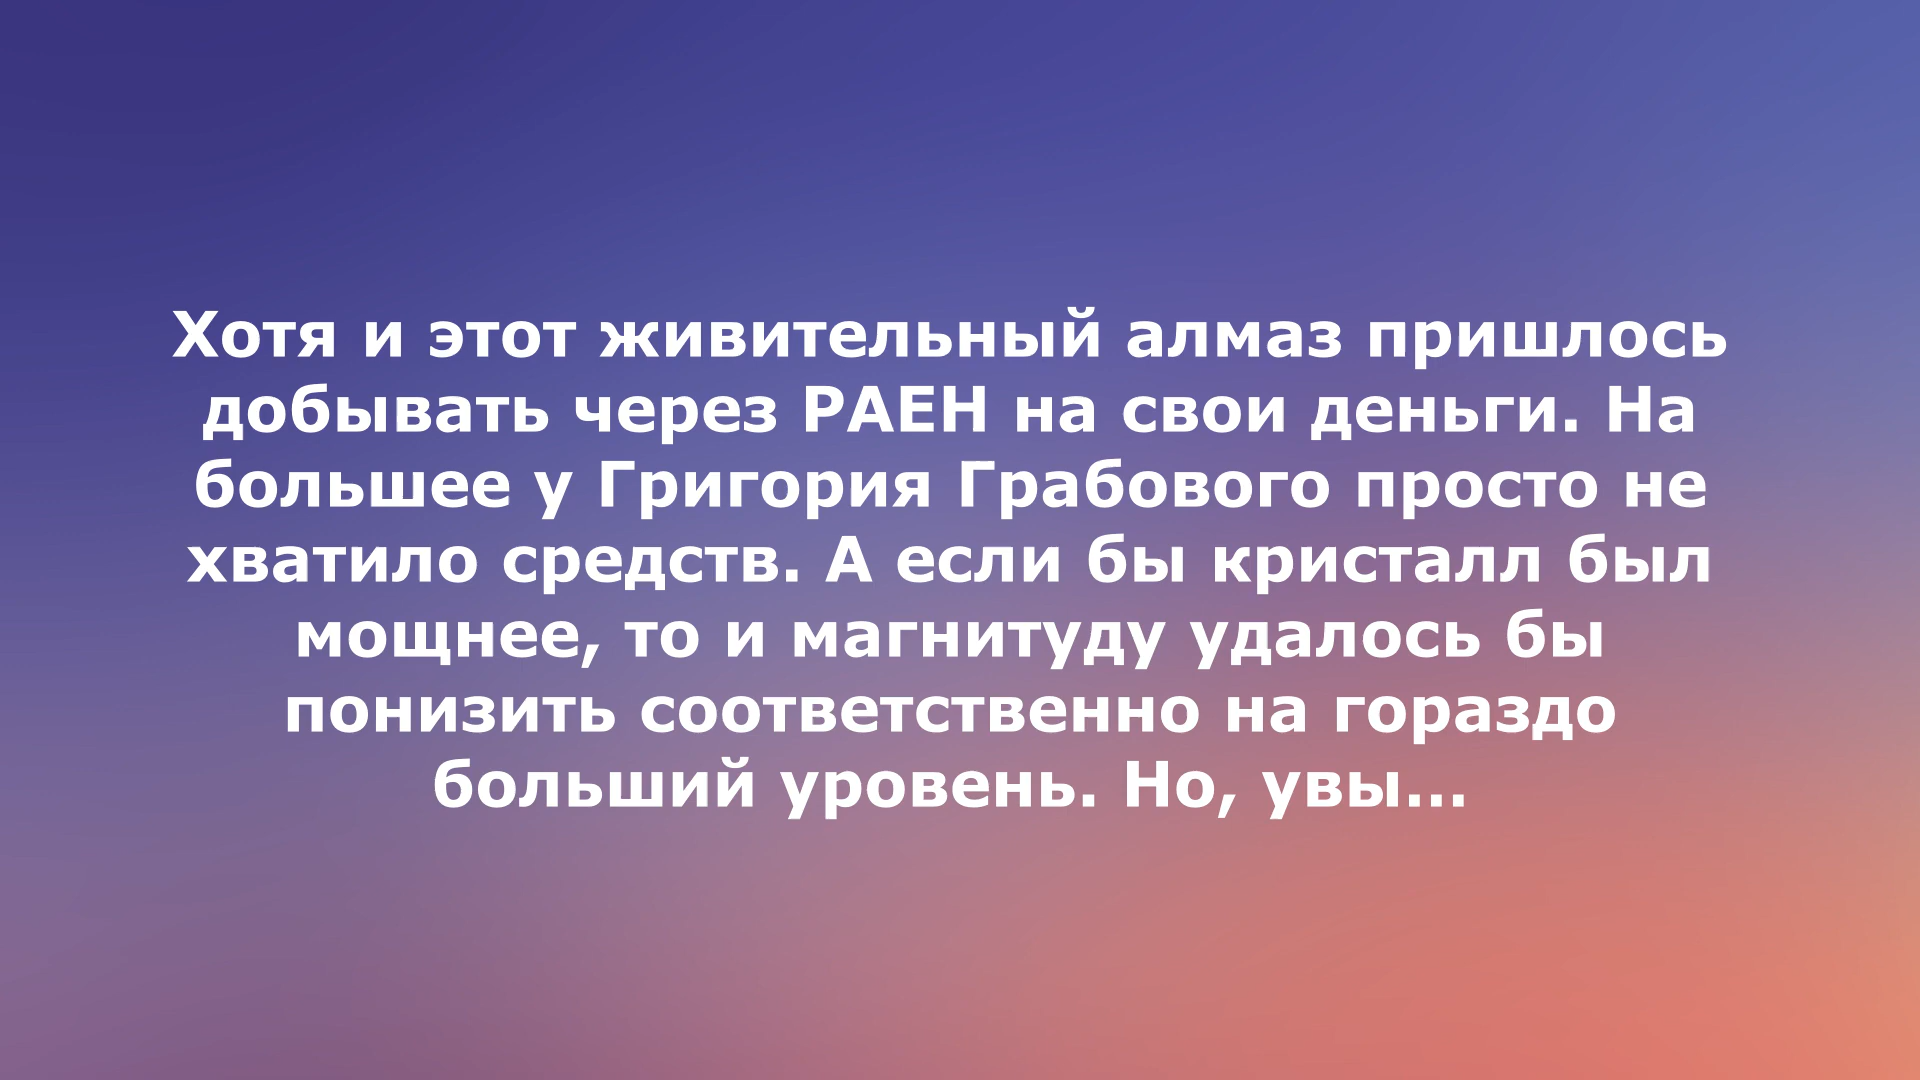 Хотя и этот живительный алмаз пришлось
добывать через РАЕН на свои деньги. На
большее у Григория Грабового просто не
хватило средств. А если бы кристалл был
мощнее, то и магнитуду удалось бы
понизить соответственно на гораздо
больший уровень. Но, увы...